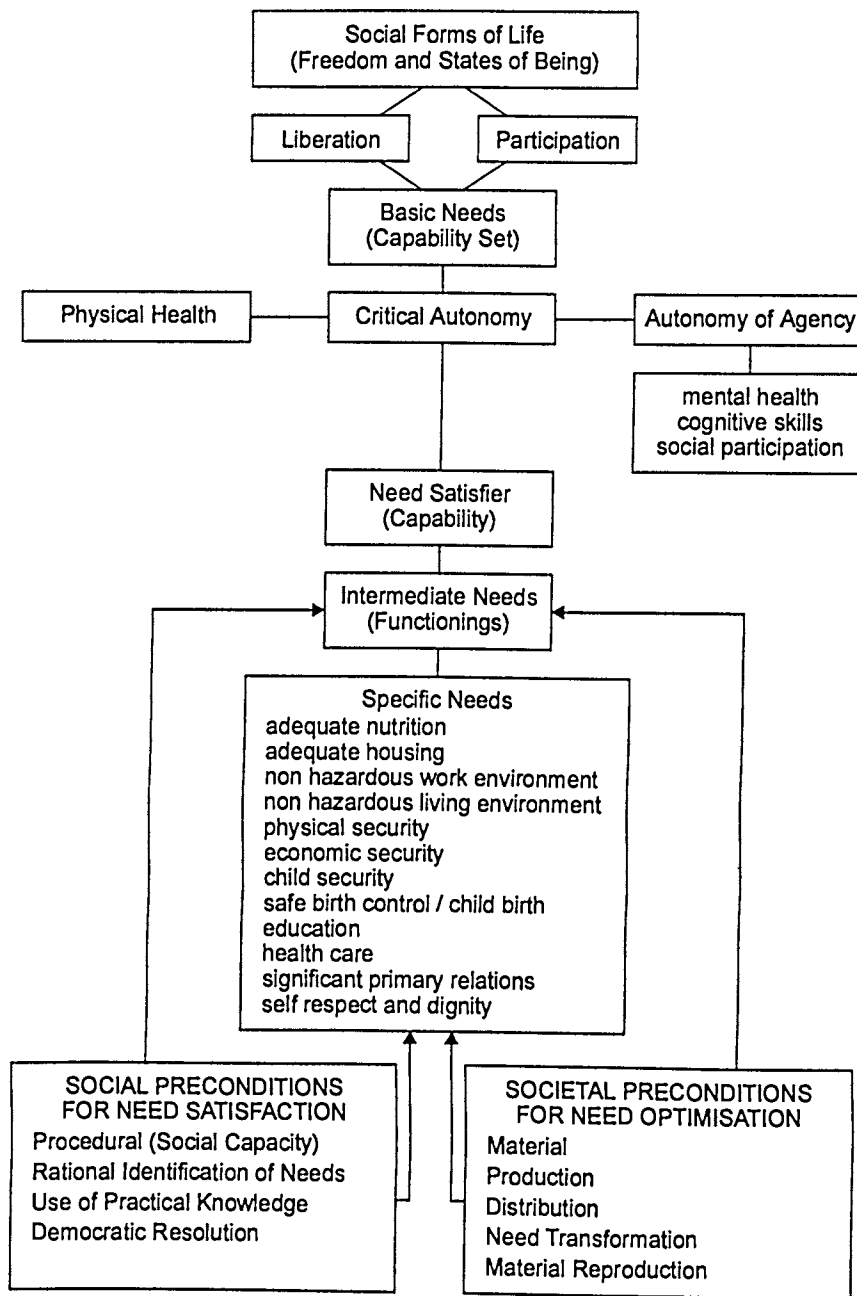 Social Forms of Life
(Freedom and States of Being)
Liberation
Participation
Basic Needs
(Capability Set)
Physical Health
Critical Autonomy
Autonomy of Agency
mental health
cognitive skills
social participation
Need Satisfier
(Capability)
Intermediate Needs
(Functionings)
Specific Needs
adequate nutrition
adequate housing
non hazardous work environment
non hazardous living environment
physical security
economic security
child security
safe birth control / child birth
education
health care
significant primary relations
self respect and dignity
SOCIAL PRECONDITIONS
FOR NEED SATISFACTION
Procedural (Social Capacity)
Rational Identification of Needs
Use of Practical Knowledge
Democratic Resolution
SOCIETAL PRECONDITIONS
FOR NEED OPTIMISATION
Material
Production
Distribution
Need Transformation
Material Reproduction